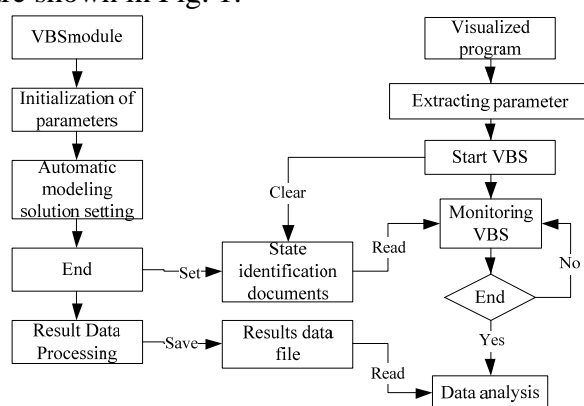 re shown in Fig. 1.
VBSmodule
Initialization of
parameters
Automatic
modeling
solution setting
End
Result Data
Processing
Set
Save
Clear
State
identification
documents
Results data
file
Read
Read
Visualized
program
Extracting parameter
Start VBS
Monitoring
VBS
No
End
Yes
Data analysis